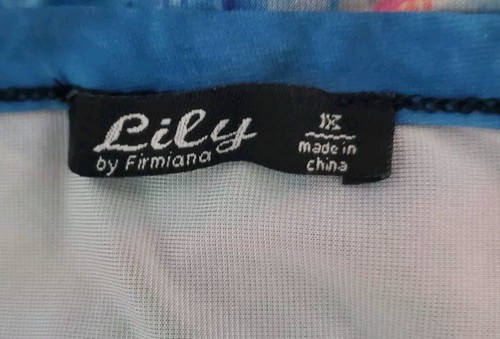 Lily
by Firmiana
1X
made in
china